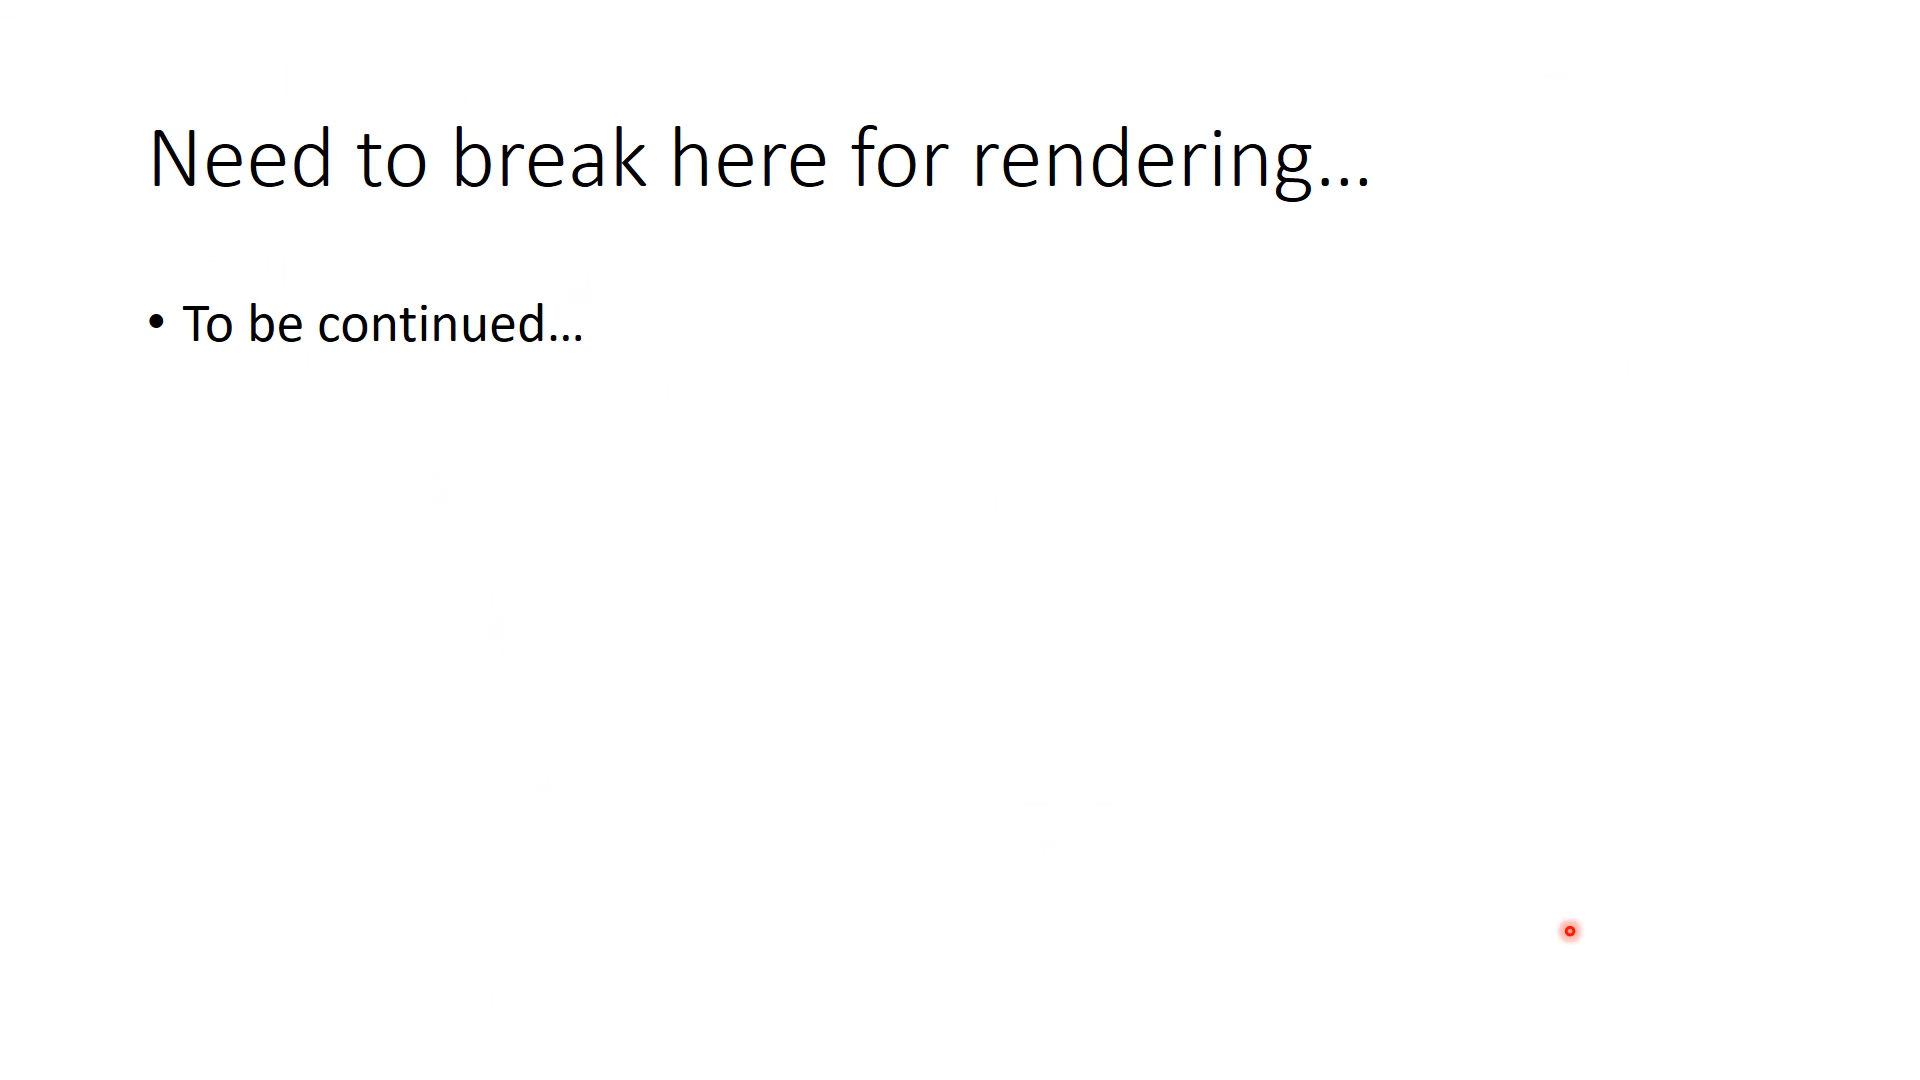 Need to break here for rendering…
• To be continued…